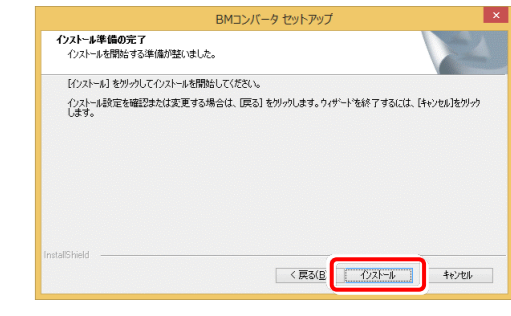 BMコンバータ セットアップ
インストール準備の完了
インストールを開始する準備が整いました。
[インストール] をクリックしてインストールを開始してください。
インストール設定を確認または変更する場合は、[戻る] をクリックします。ウィザードを終了するには、[キャンセル]をクリック
します。
InstallShield
< 戻る(B
インストール
キャンセル